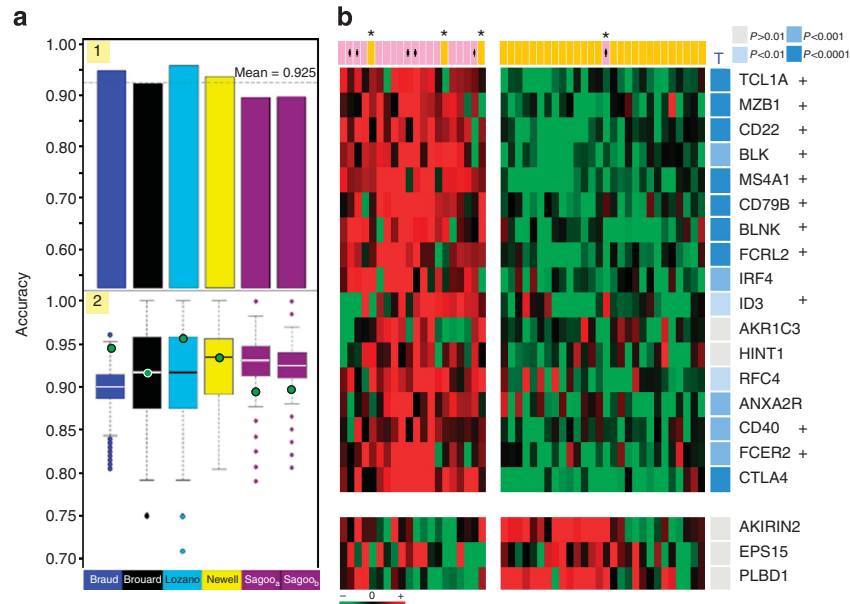 a
1
1.00
Mean = 0.925
0.90
0.80
0.70
0.60
Accuracy
2
1.00
0.95
0.90
0.85
0.80
0.75
0.70
Braud Brouard Lozano Newell Sagoo a Sagoo b
b
* * * *
P>0.01 P<0.001
P<0.01 P<0.0001
T
TCL1A +
MZB1 +
CD22 +
BLK +
MS4A1 +
CD79B +
BLNK +
FCRL2 +
IRF4
ID3 +
AKR1C3
HINT1
RFC4
ANXA2R
CD40 +
FCER2 +
CTLA4
AKIRIN2
EPS15
PLBD1
− 0 +